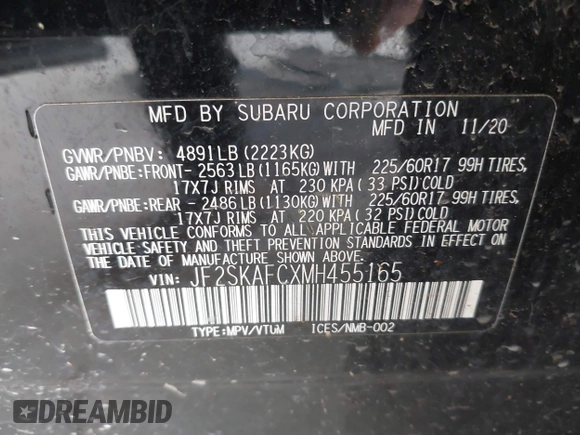 MFD BY SUBARU CORPORATION
MFD IN 11/20
GVWR/PNBV: 4891LB (2223KG)
GAWR/PNBE:FRONT- 2563LB (1165KG)WITH 225/60R17 99H TIRES,
17X7J RIMS AT 230 KPA (33 PSI)COLD
GAWR/PNBE:REAR - 2486LB (1130KG)WITH 225/60R17 99H TIRES,
17X7J RIMS AT 220 KPA (32 PSI)COLD
THIS VEHICLE CONFORMS TO ALL APPLICABLE FEDERAL MOTOR
VEHICLE SAFETY AND THEFT PREVENTION STANDARDS IN EFFECT
ON THE DATE OF MANUFACTURE SHOWN ABOVE.
VIN: JF2SKAFCXMH455165
TYPE:MPV/VTUM ICES/NMB-002
DREAMBID